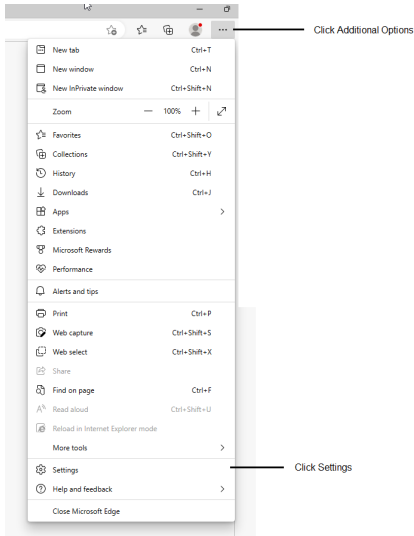 Click Additional Options
New tab Ctrl+T
New window Ctrl+N
New InPrivate window Ctrl+Shift+N
Zoom — 100% +
Favorites Ctrl+Shift+O
Collections Ctrl+Shift+Y
History Ctrl+H
Downloads Ctrl+J
Apps
Extensions
Microsoft Rewards
Performance
Alerts and tips
Print Ctrl+P
Web capture Ctrl+Shift+S
Web select Ctrl+Shift+X
Share
Find on page Ctrl+F
Read aloud Ctrl+Shift+U
Reload in Internet Explorer mode
More tools
Settings Click Settings
Help and feedback
Close Microsoft Edge